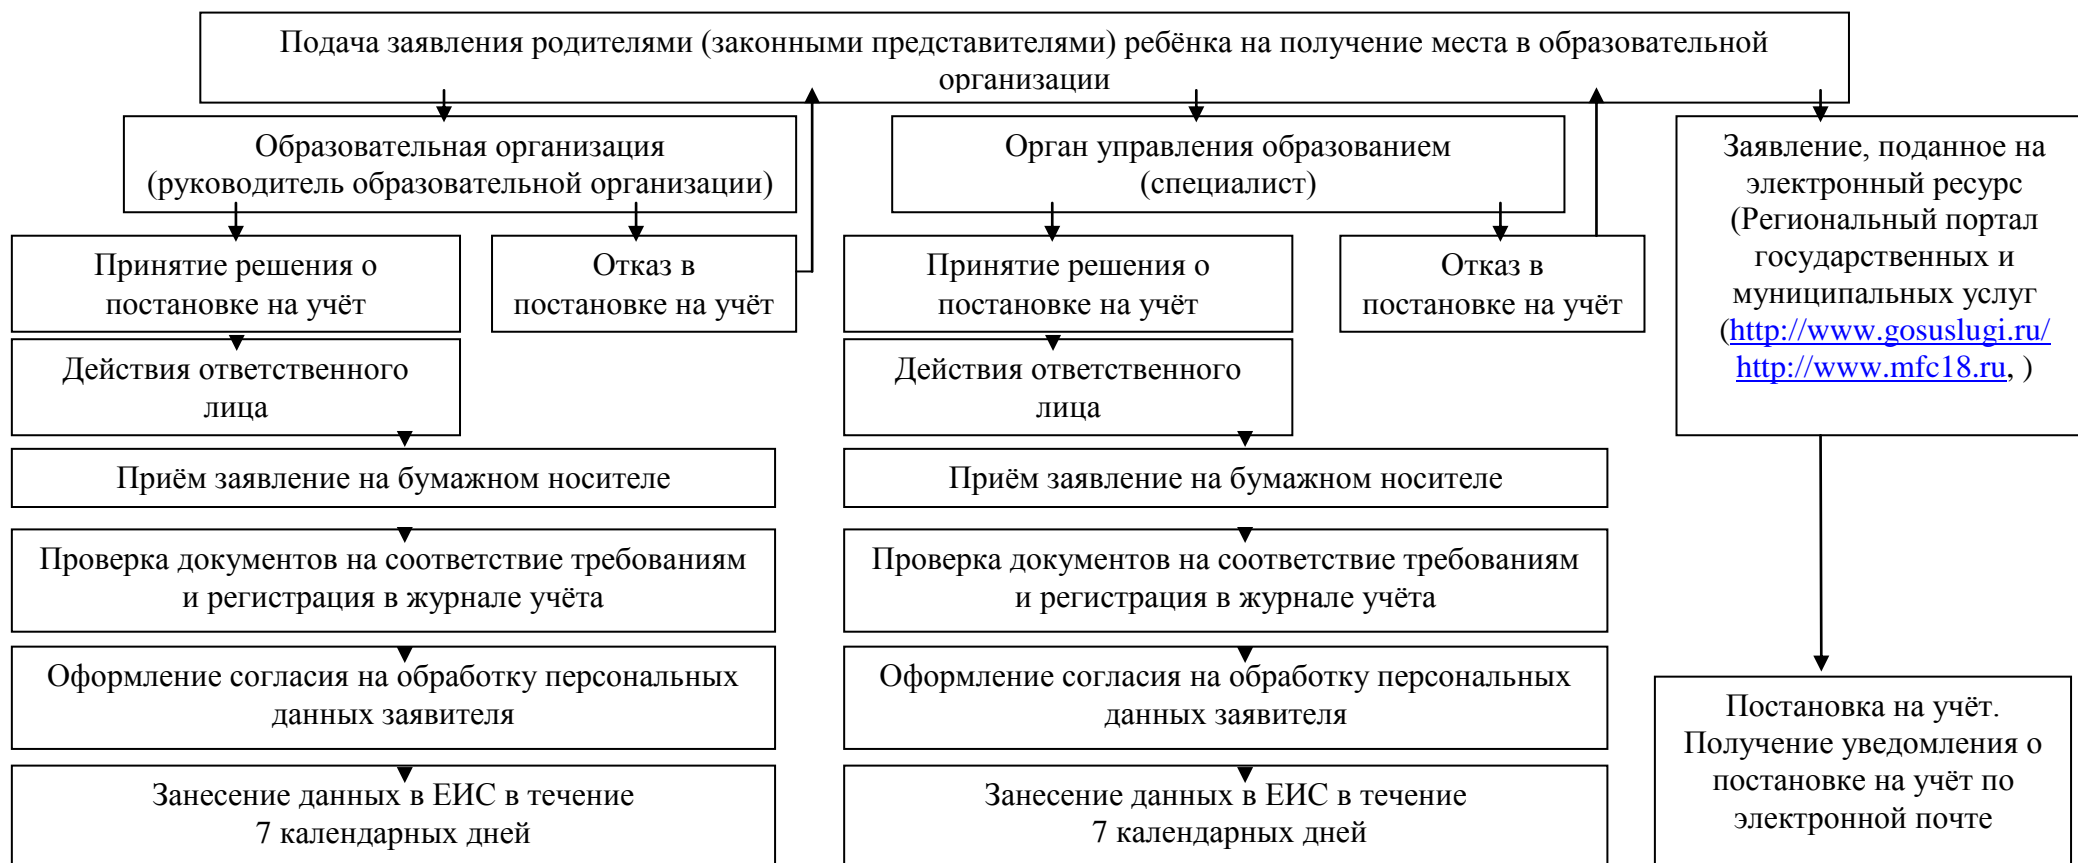 Подача заявления родителями (законными представителями) ребёнка на получение места в образовательной
организации
Образовательная организация
(руководитель образовательной организации)
Орган управления образованием
(специалист)
Заявление, поданное на
электронный ресурс
(Региональный портал
государственных и
муниципальных услуг
(http://www.gosuslugi.ru/
http://www.mfc18.ru, )
Принятие решения о
постановке на учёт
Отказ в
постановке на учёт
Принятие решения о
постановке на учёт
Отказ в
постановке на учёт
Действия ответственного
лица
Действия ответственного
лица
Приём заявление на бумажном носителе
Приём заявление на бумажном носителе
Проверка документов на соответствие требованиям
и регистрация в журнале учёта
Проверка документов на соответствие требованиям
и регистрация в журнале учёта
Оформление согласия на обработку персональных
данных заявителя
Оформление согласия на обработку персональных
данных заявителя
Постановка на учёт.
Получение уведомления о
постановке на учёт по
электронной почте
Занесение данных в ЕИС в течение
7 календарных дней
Занесение данных в ЕИС в течение
7 календарных дней